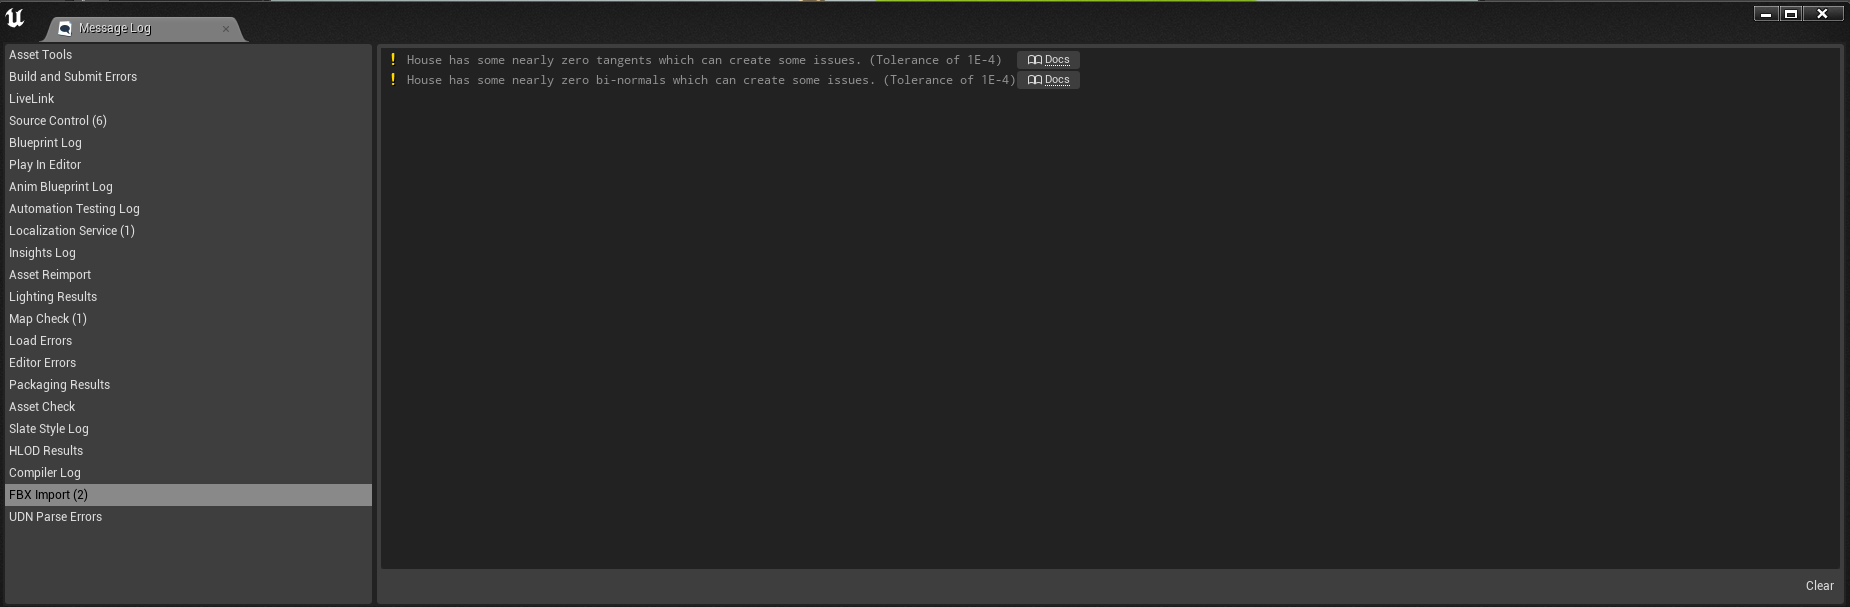 Message Log
Asset Tools
Build and Submit Errors
LiveLink
Source Control (6)
Blueprint Log
Play In Editor
Anim Blueprint Log
Automation Testing Log
Localization Service (1)
Insights Log
Asset Reimport
Lighting Results
Map Check (1)
Load Errors
Editor Errors
Packaging Results
Asset Check
Slate Style Log
HLOD Results
Compiler Log
FBX Import (2)
UDN Parse Errors
! House has some nearly zero tangents which can create some issues. (Tolerance of 1E-4) Docs
! House has some nearly zero bi-normals which can create some issues. (Tolerance of 1E-4) Docs
Clear